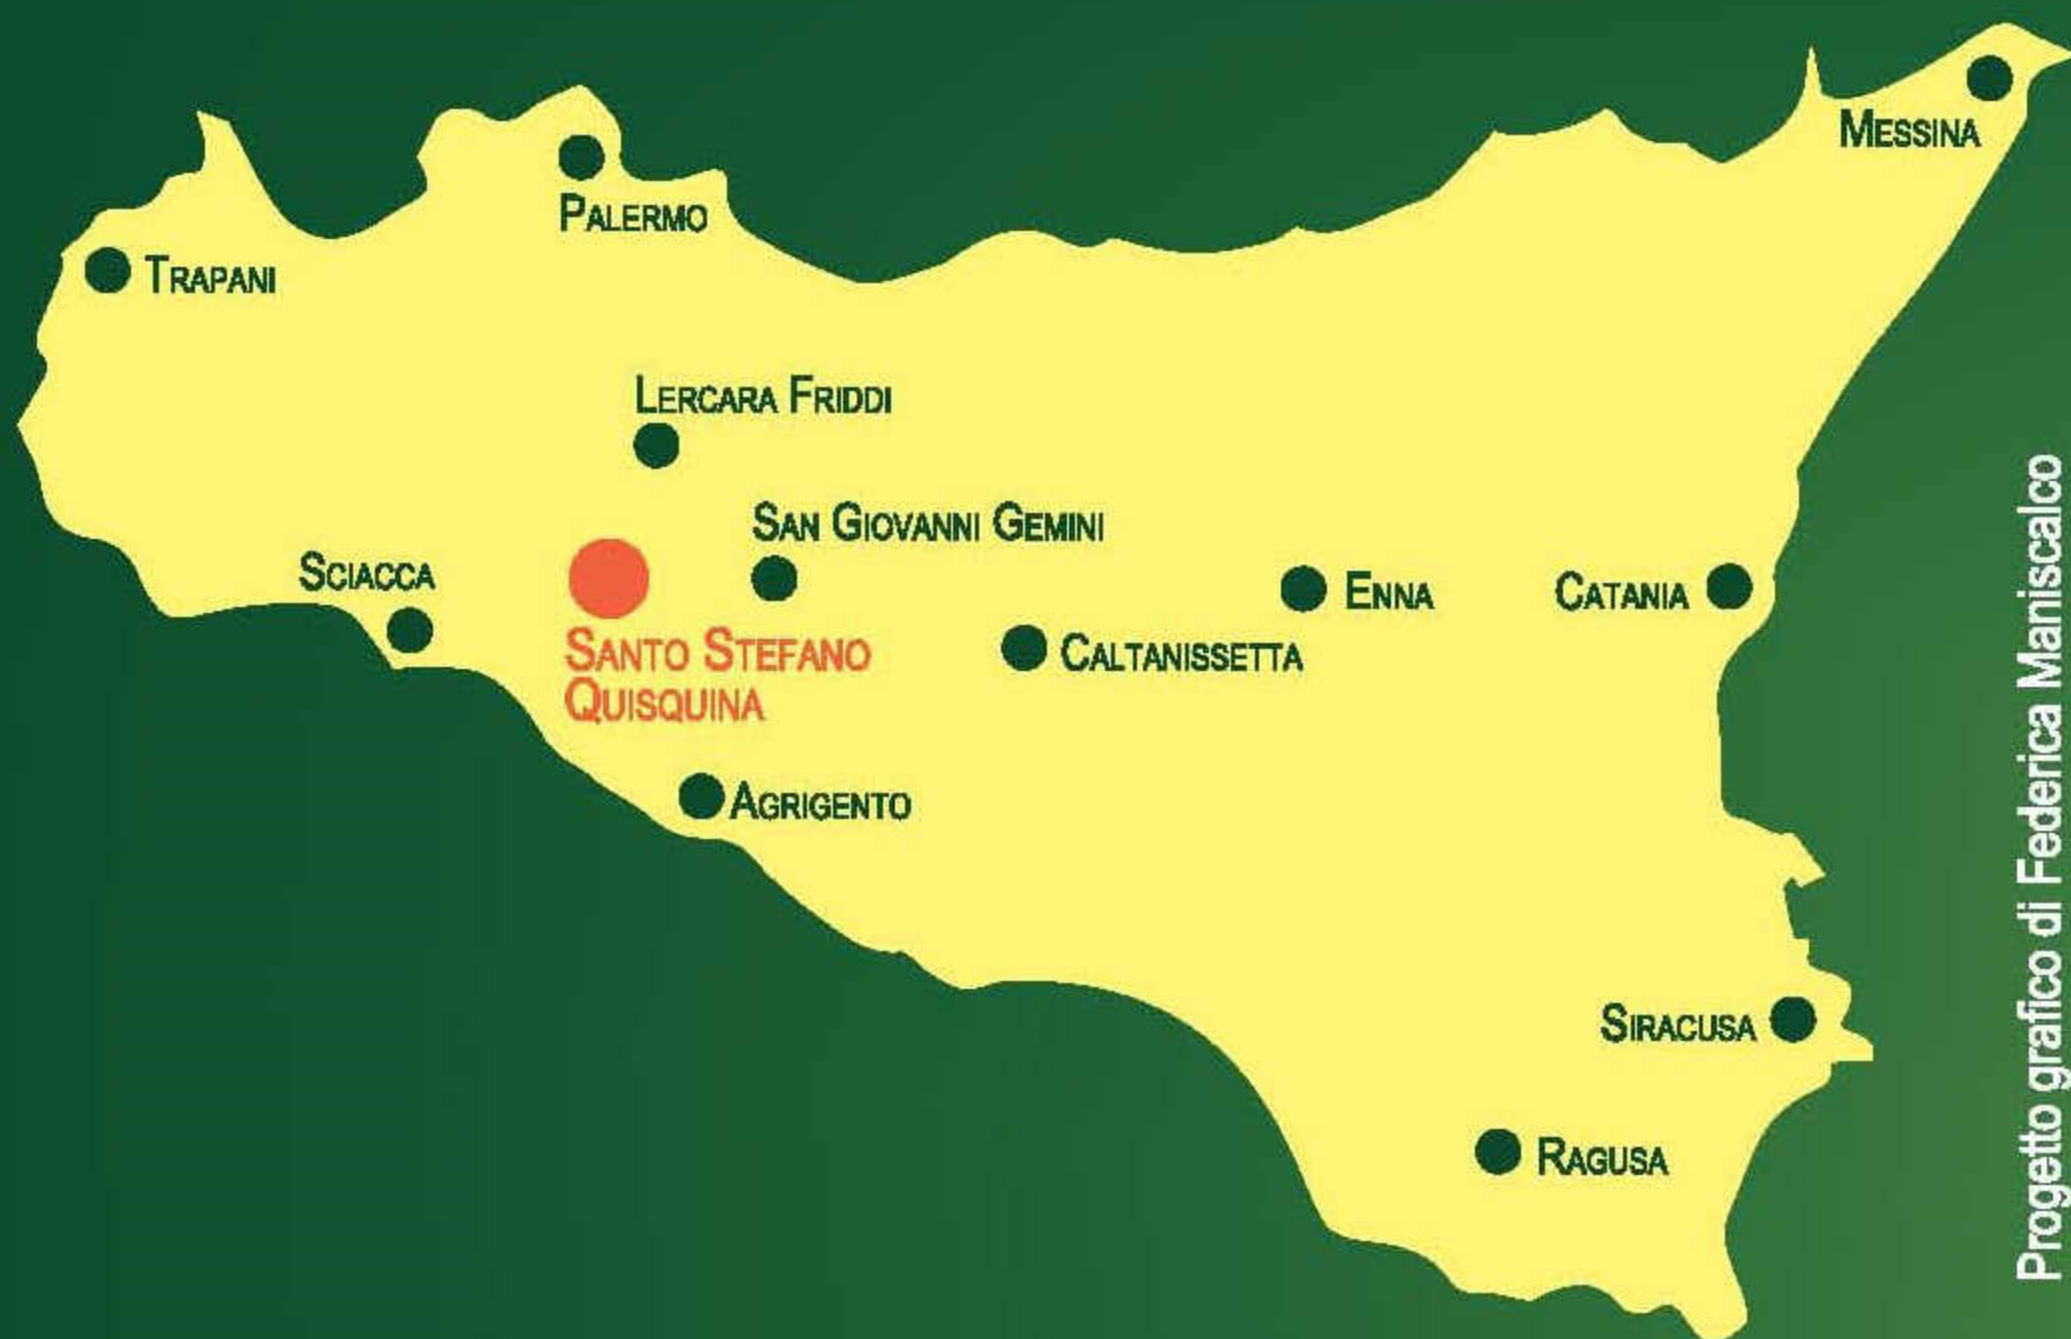 MESSINA
PALERMO
TRAPANI
LERCARA FRIDDI
SAN GIOVANNI GEMINI
SCIACCA
ENNA
CATANIA
SANTO STEFANO
QUISQUINA
CALTANISSETTA
AGRIGENTO
SIRACUSA
RAGUSA
Progetto grafico di Federica Maniscalco